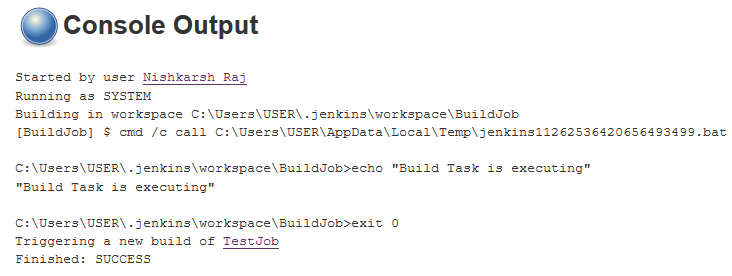 Console Output
Started by user Nishkarsh Raj
Running as SYSTEM
Building in workspace C:\Users\USER\.jenkins\workspace\BuildJob
[BuildJob] $ cmd /c call C:\Users\USER\AppData\Local\Temp\jenkins11262536420656493499.bat
C:\Users\USER\.jenkins\workspace\BuildJob>echo "Build Task is executing"
"Build Task is executing"
C:\Users\USER\.jenkins\workspace\BuildJob>exit 0
Triggering a new build of TestJob
Finished: SUCCESS